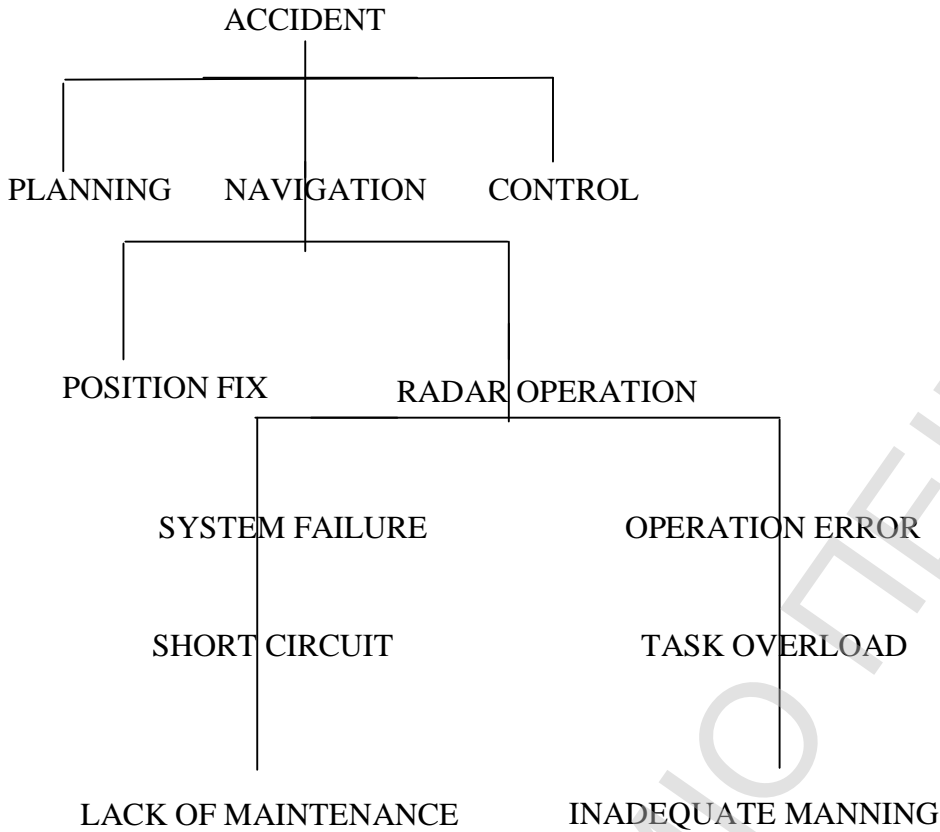 ACCIDENT
PLANNING NAVIGATION CONTROL
POSITION FIX RADAR OPERATION
SYSTEM FAILURE OPERATION ERROR
SHORT CIRCUIT TASK OVERLOAD
LACK OF MAINTENANCE INADEQUATE MANNING